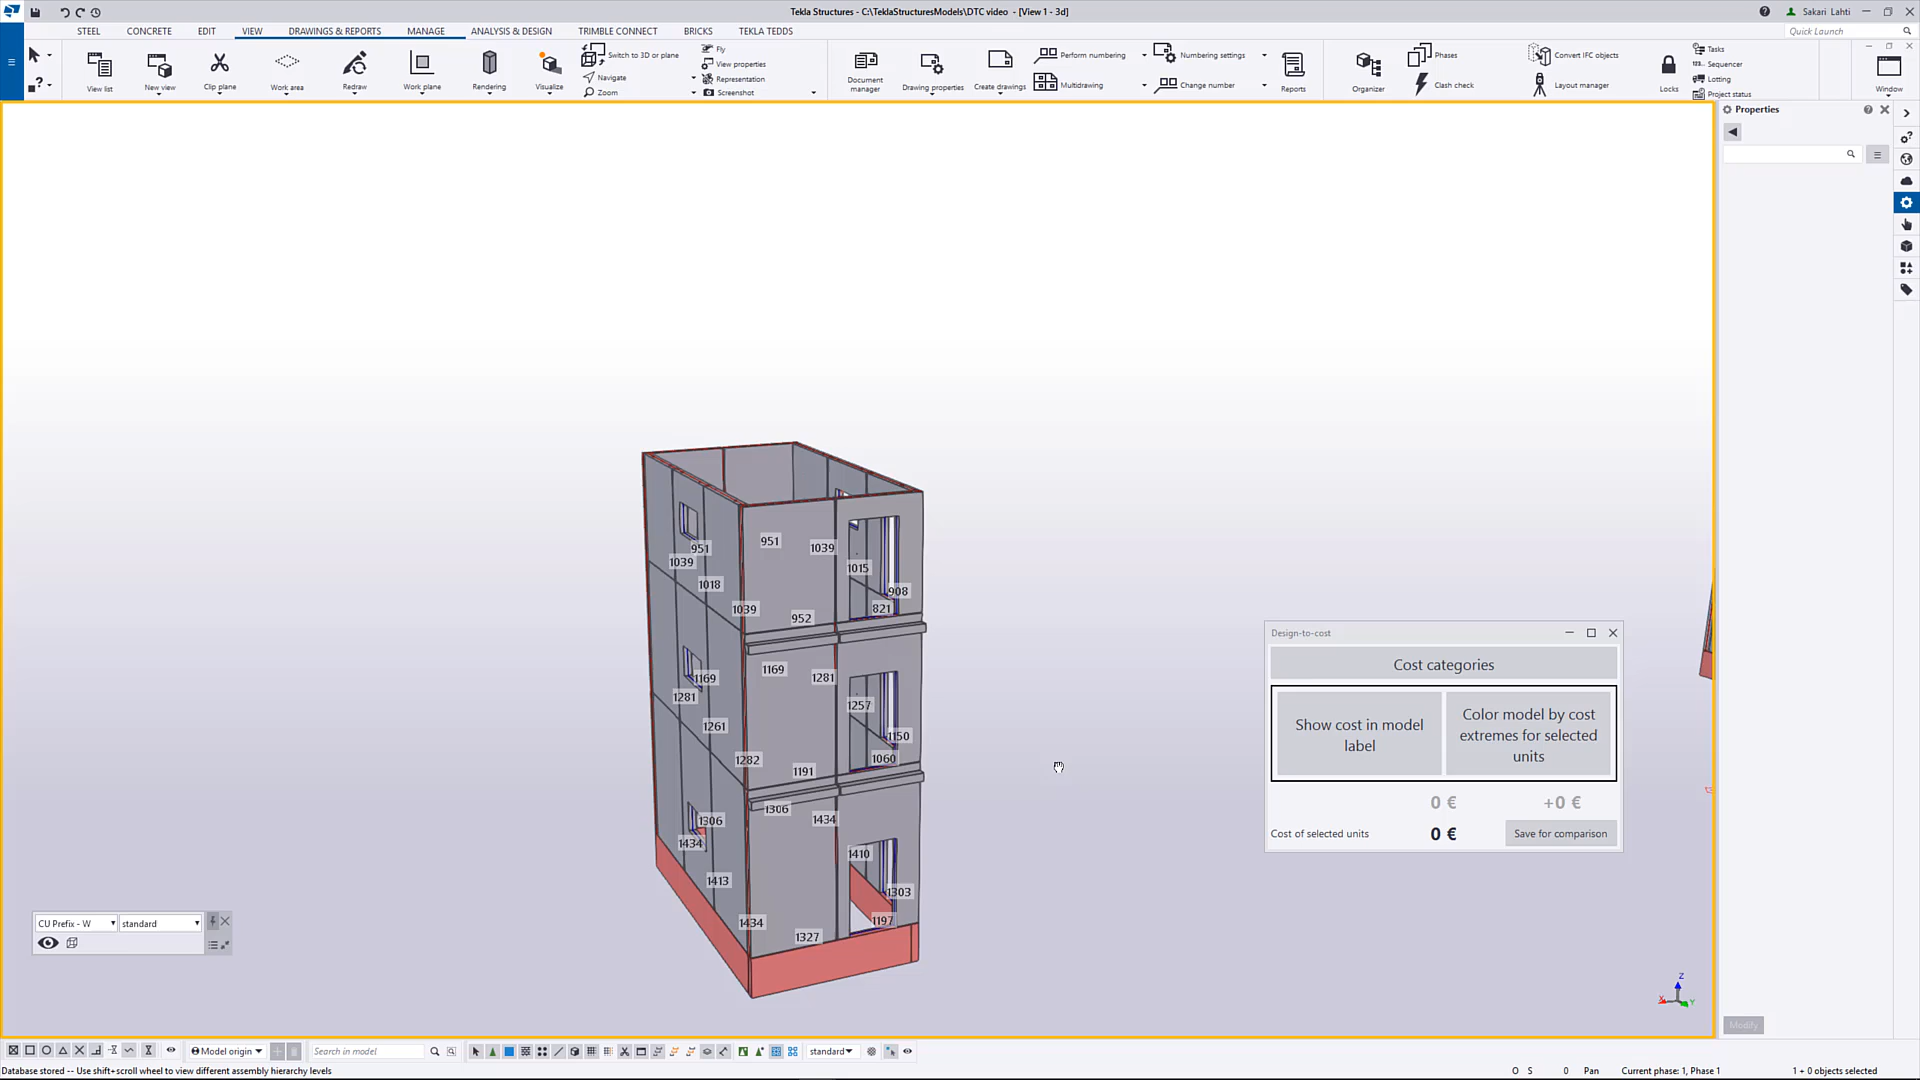 Tekla Structures - C:\TeklaStructuresModels\DTC video - [View 1 - 3d]
Sakari Lahti
STEEL CONCRETE EDIT VIEW DRAWINGS & REPORTS MANAGE ANALYSIS & DESIGN TRIMBLE CONNECT BRICKS TEKLA TEDDS
Quick Launch
View list
New view
Clip plane
Work area
Redraw
Work plane
Rendering
Visualize
Switch to 3D or plane
Navigate
Zoom
Fly
View properties
Representation
Screenshot
Document manager
Drawing properties
Create drawings
Perform numbering
Multidrawing
Numbering settings
Change number
Reports
Organizer
Phases
Clash check
Convert IFC objects
Layout manager
Locks
Tasks
Sequencer
Lotting
Project status
Window
Properties
951
951
1039
1039
1018
1015
908
1039
952
821
1169
1169
1281
1281
1257
1261
1150
1282
1191
1060
1306
1306
1434
1434
1410
1413
1303
1434
1327
1197
Design-to-cost
Cost categories
Show cost in model label
Color model by cost extremes for selected units
0 €
+0 €
Cost of selected units
0 €
Save for comparison
CU Prefix - W
standard
Z
X
Y
Modify
Model origin
Search in model
standard
Database stored -- Use shift+scroll wheel to view different assembly hierarchy levels
O S 0 Pan Current phase: 1, Phase 1 1 + 0 objects selected